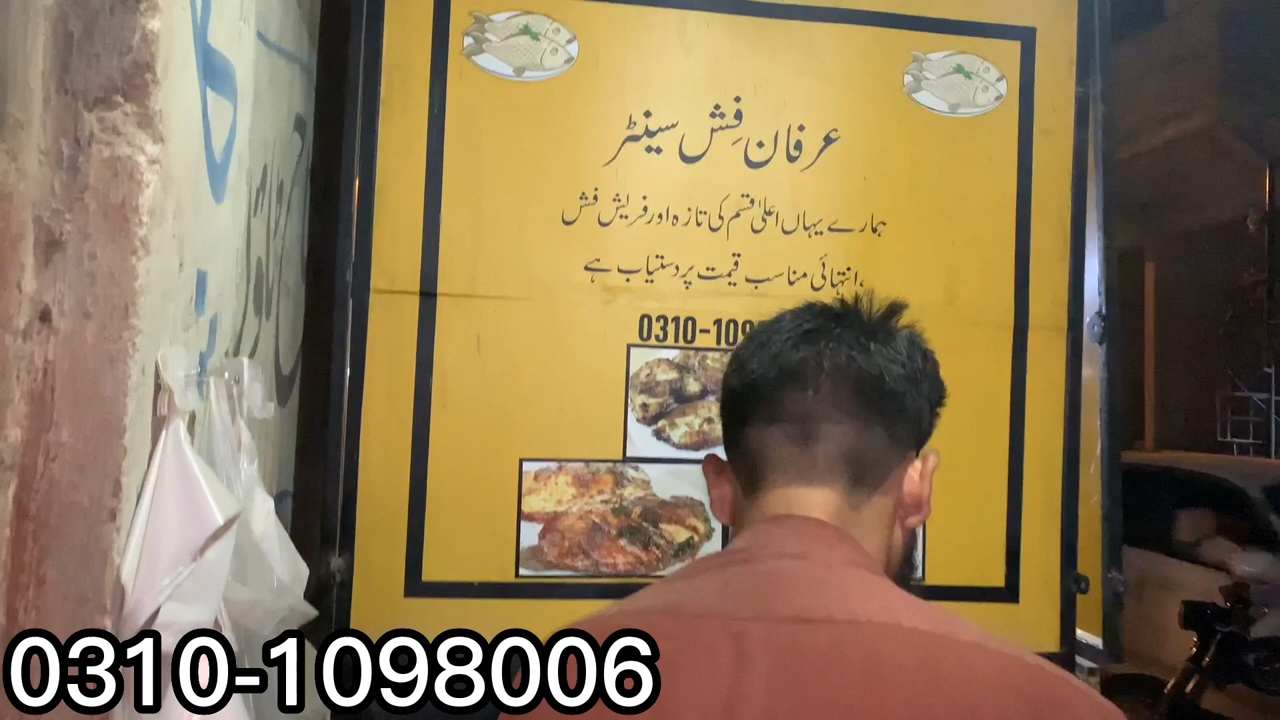 عرفان فِش سینٹر
ہمارے یہاں اعلیٰ قسم کی تازہ اور فریش فش
انتہائی مناسب قیمت پر دستیاب ہے،
0310-109
0310-1098006